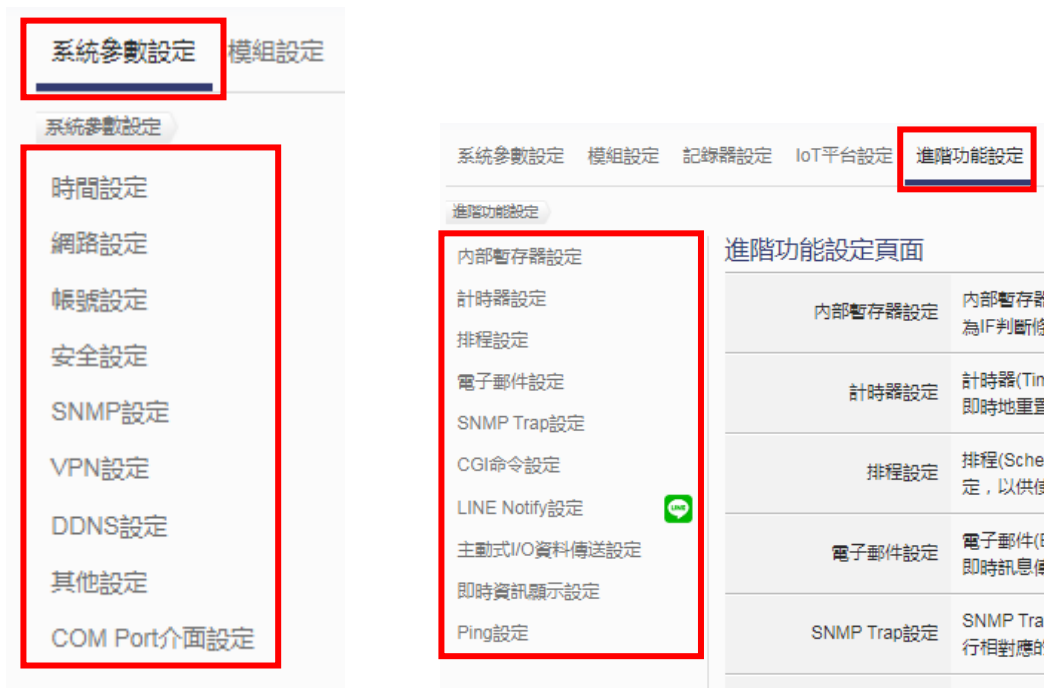 系統參數設定 模組設定
系統參數設定
時間設定
網路設定
帳號設定
安全設定
SNMP設定
VPN設定
DDNS設定
其他設定
COM Port介面設定
系統參數設定 模組設定 記錄器設定 IoT平台設定 進階功能設定
進階功能設定
內部暫存器設定
計時器設定
排程設定
電子郵件設定
SNMP Trap設定
CGI命令設定
LINE Notify設定 LINE
主動式I/O資料傳送設定
即時資訊顯示設定
Ping設定
進階功能設定頁面
內部暫存器設定
內部暫存器
為IF判斷條
計時器設定
計時器(Tim
即時地重置
排程設定
排程(Sche
定，以供使
電子郵件設定
電子郵件(E
即時訊息傳
SNMP Trap設定
SNMP Tra
行相對應的